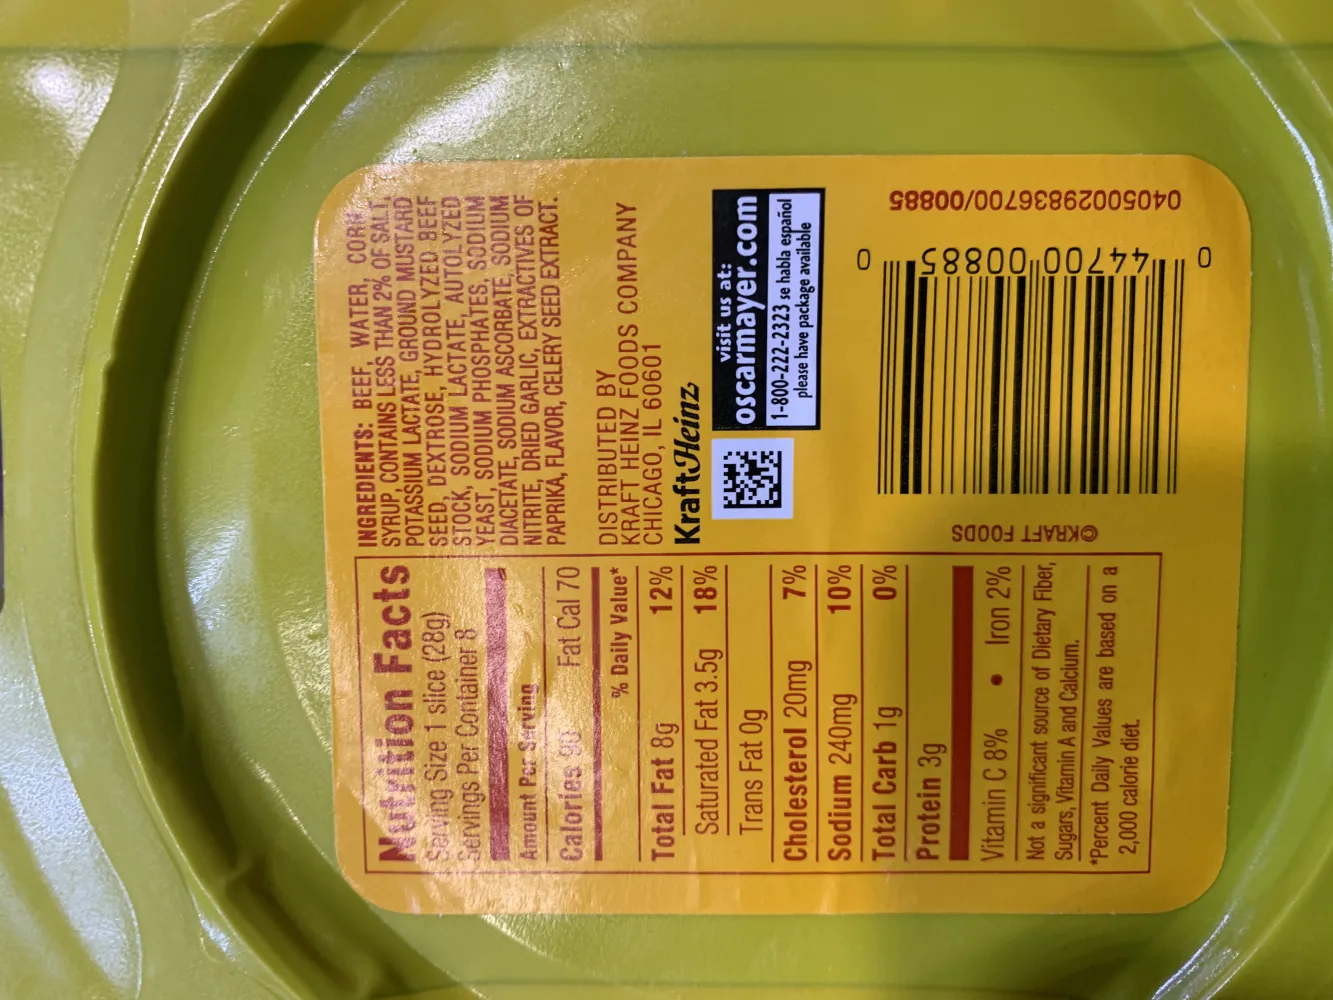 INGREDIENTS: BEEF, WATER, CORN
SYRUP, CONTAINS LESS THAN 2% OF SALT,
POTASSIUM LACTATE, GROUND MUSTARD
SEED, DEXTROSE, HYDROLYZED BEEF
STOCK, SODIUM LACTATE, AUTOLYZED
YEAST, SODIUM PHOSPHATES, SODIUM
DIACETATE, SODIUM ASCORBATE, SODIUM
NITRITE, DRIED GARLIC, EXTRACTIVES OF
PAPRIKA, FLAVOR, CELERY SEED EXTRACT.
DISTRIBUTED BY
KRAFT HEINZ FOODS COMPANY
CHICAGO, IL 60601
KraftHeinz
visit us at:
oscarmayer.com
1-800-222-2323 se habla español
please have package available
Nutrition Facts
Serving Size 1 slice (28g)
Servings Per Container 8
Amount Per Serving
Calories 90 Fat Cal 70
% Daily Value*
Total Fat 8g 12%
Saturated Fat 3.5g 18%
Trans Fat 0g
Cholesterol 20mg 7%
Sodium 240mg 10%
Total Carb 1g 0%
Protein 3g
Vitamin C 8% • Iron 2%
Not a significant source of Dietary Fiber,
Sugars, Vitamin A and Calcium.
*Percent Daily Values are based on a
2,000 calorie diet.
©KRAFT FOODS
0 44700 00885 0
04050029836700/00885